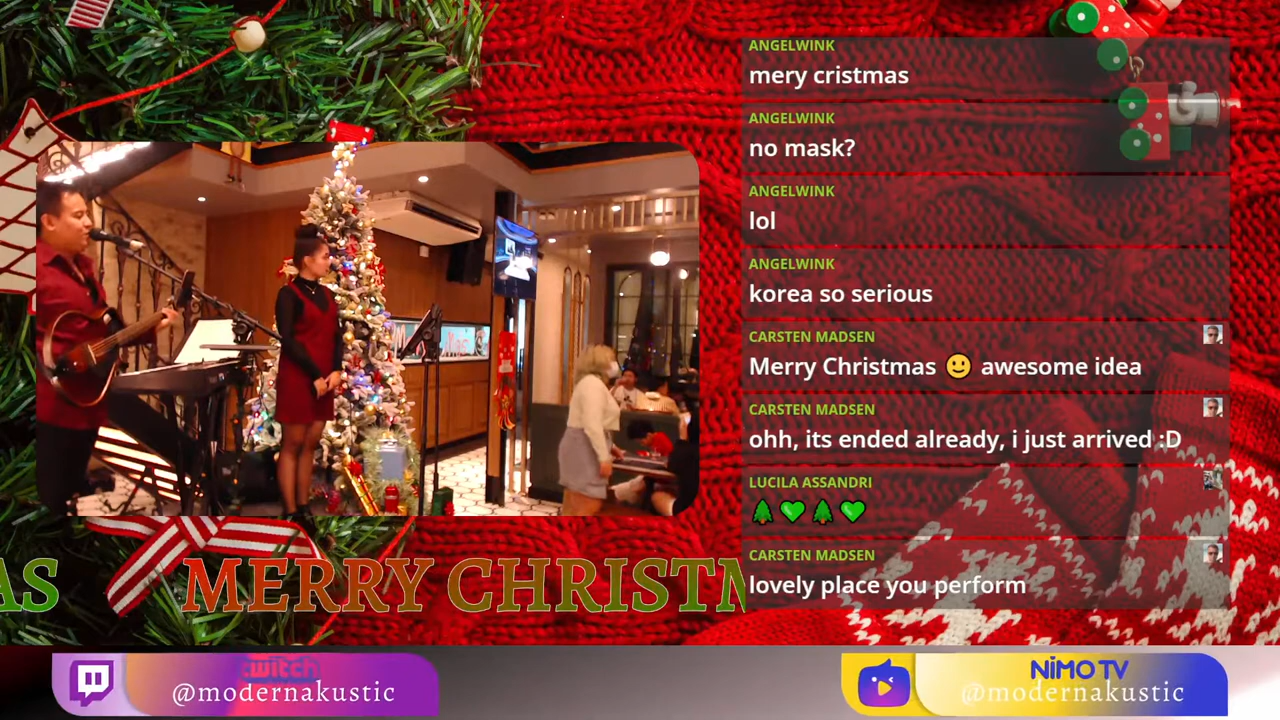 ANGELWINK
mery cristmas
ANGELWINK
no mask?
ANGELWINK
lol
ANGELWINK
korea so serious
CARSTEN MADSEN
Merry Christmas 🙂 awesome idea
CARSTEN MADSEN
ohh, its ended already, i just arrived :D
LUCILA ASSANDRI
🌲💚🌲💚
CARSTEN MADSEN
lovely place you perform
AS MERRY CHRISTM
twitch
@modernakustic
NIMO TV
@modernakustic